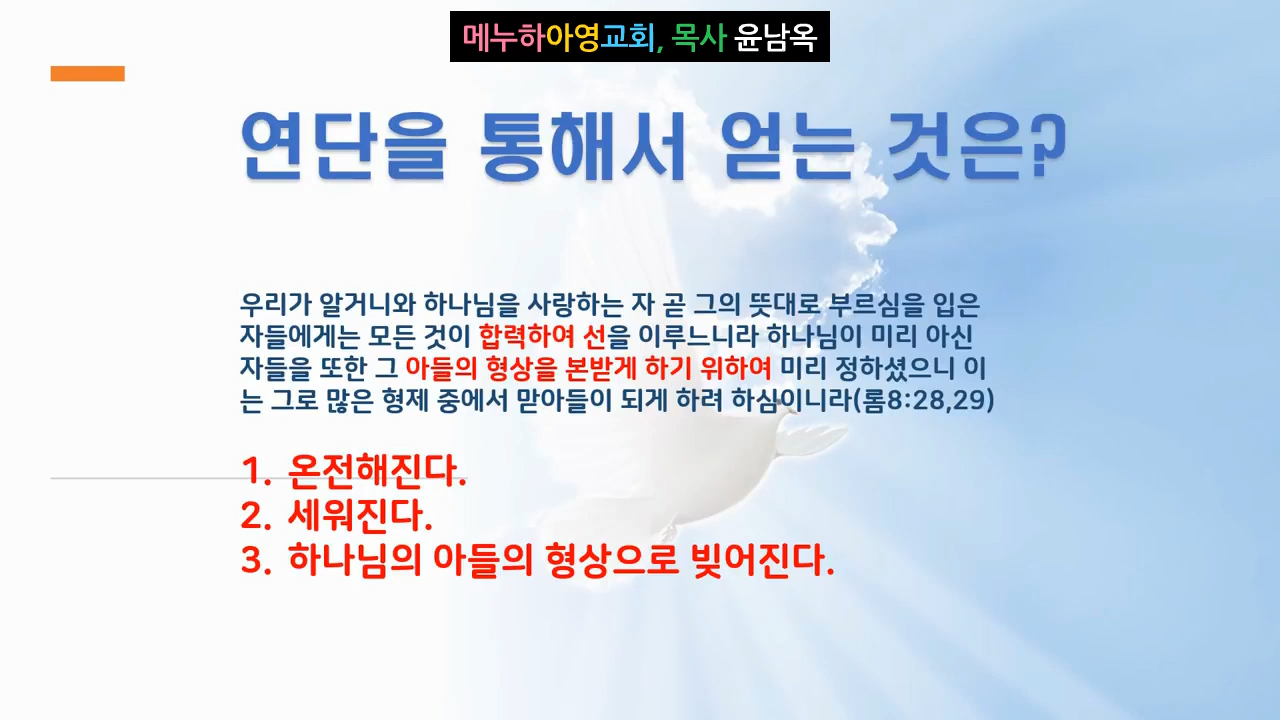 메누하아영교회, 목사 윤남옥
연단을 통해서 얻는 것은?
우리가 알거니와 하나님을 사랑하는 자 곧 그의 뜻대로 부르심을 입은
자들에게는 모든 것이 합력하여 선을 이루느니라 하나님이 미리 아신
자들을 또한 그 아들의 형상을 본받게 하기 위하여 미리 정하셨으니 이
는 그로 많은 형제 중에서 맏아들이 되게 하려 하심이니라(롬8:28,29)
1. 온전해진다.
2. 세워진다.
3. 하나님의 아들의 형상으로 빚어진다.